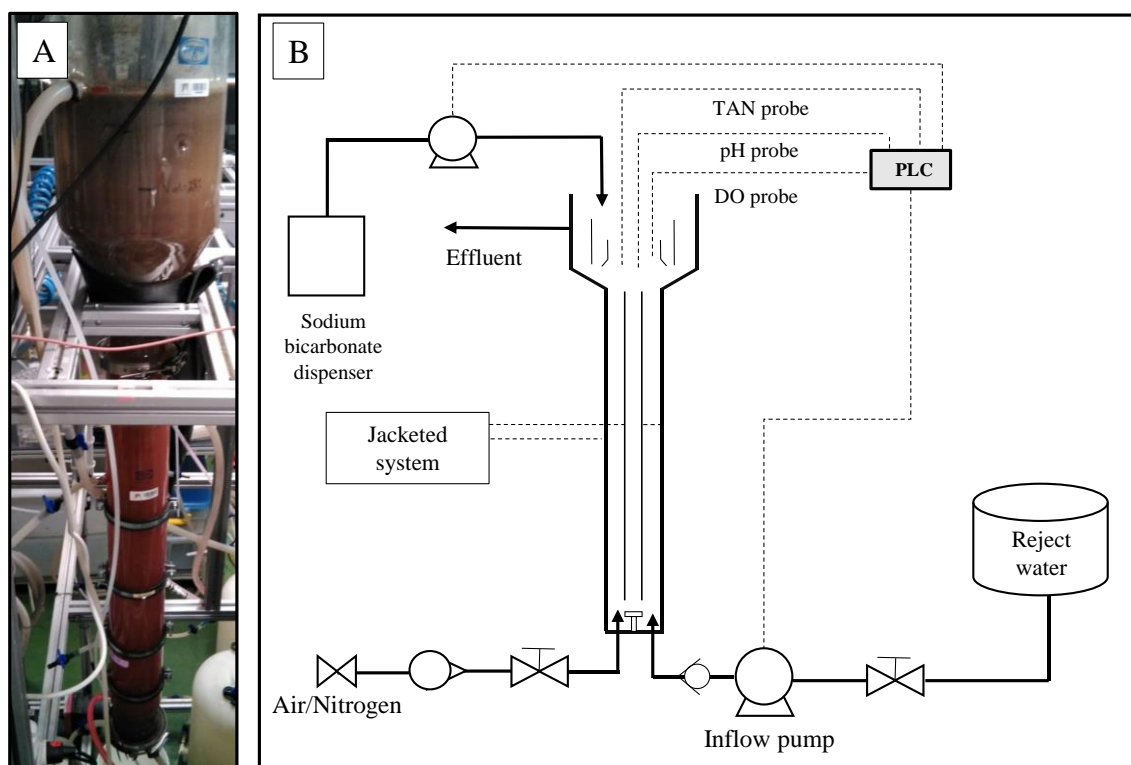 A
B
TAN probe
pH probe
PLC
DO probe
Effluent
Sodium
bicarbonate
dispenser
Jacketed
system
Reject
water
Air/Nitrogen
Inflow pump